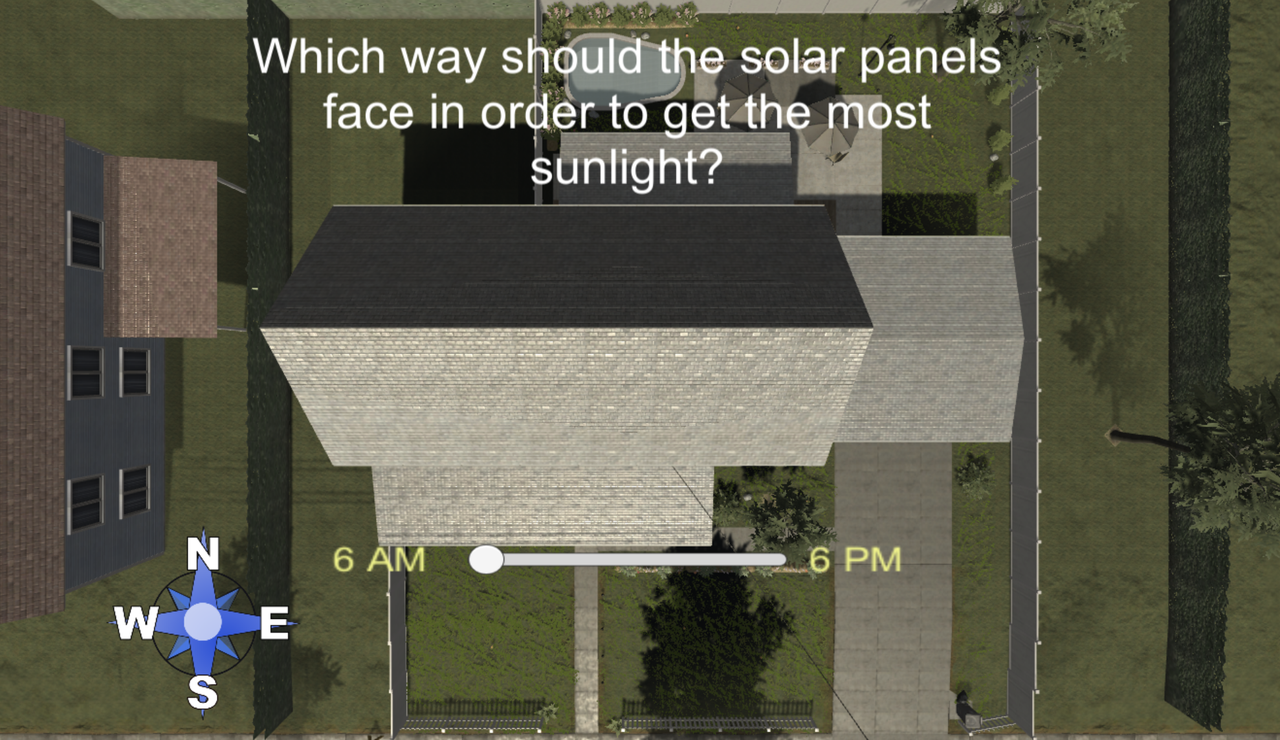 Which way should the solar panels
face in order to get the most
sunlight?
6 AM 6 PM
N
W E
S